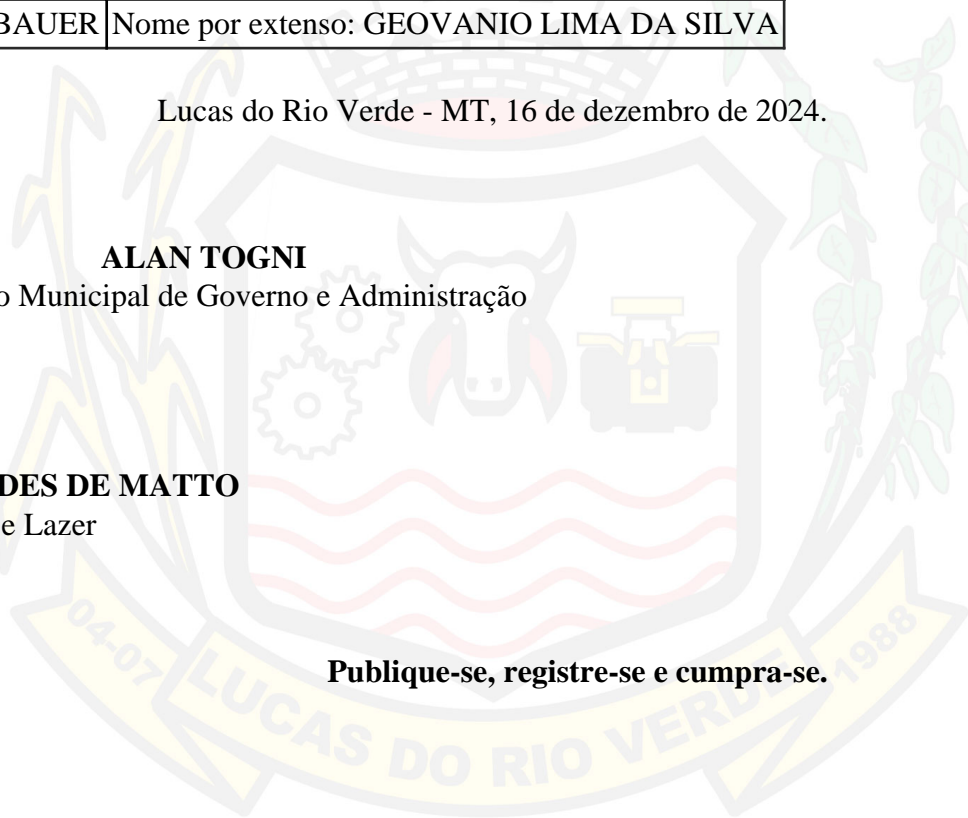 BAUER Nome por extenso: GEOVANIO LIMA DA SILVA
Lucas do Rio Verde - MT, 16 de dezembro de 2024.
ALAN TOGNI
o Municipal de Governo e Administração
DES DE MATTO
e Lazer
Publique-se, registre-se e cumpra-se.
04-07 LUCAS DO RIO VERDE 1988